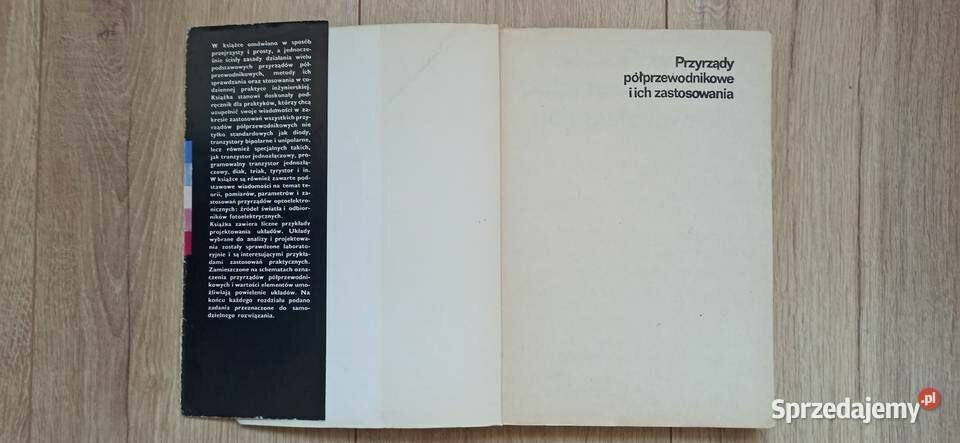 W książce omówiono w sposób
przejrzysty i prosty, a jednocze-
śnie ścisły zasady działania wielu
podstawowych przyrządów pół-
przewodnikowych, metody ich
sprawdzania oraz stosowania w co-
dziennej praktyce inżynierskiej.
Książka stanowi doskonały pod-
ręcznik dla praktyków, którzy chcą
uzupełnić swoje wiadomości w za-
kresie zastosowań wszystkich przy-
rządów półprzewodnikowych nie
tylko standardowych jak diody,
tranzystory bipolarne i unipolarne,
lecz również specjalnych takich,
jak tranzystor jednozłączowy, pro-
gramowalny tranzystor jednozłą-
czowy, diak, triak, tyrystor i in.
W książce są również zawarte pod-
stawowe wiadomości na temat teo-
rii, pomiarów, parametrów i za-
stosowań przyrządów optoelektro-
nicznych: źródeł światła i odbior-
ników fotoelektrycznych.
Książka zawiera liczne przykłady
projektowania układów. Układy
wybrane do analizy i projektowa-
nia zostały sprawdzone laborato-
ryjnie i są interesującymi przykła-
dami zastosowań praktycznych.
Zamieszczone na schematach ozna-
czenia przyrządów półprzewodni-
kowych i wartości elementów umo-
żliwiają powielenie układów. Na
końcu każdego rozdziału podano
zadania przeznaczone do samo-
dzielnego rozwiązania.
Przyrządy
półprzewodnikowe
i ich zastosowania
Sprzedajemy.pl